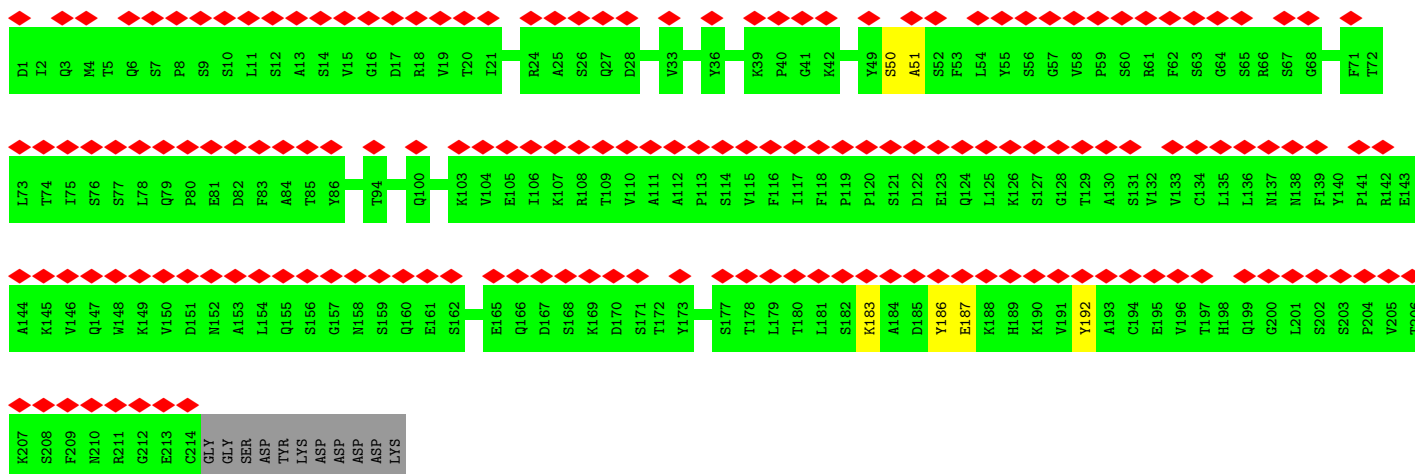 D1 I2 Q3 M4 T5 Q6 S7 P8 S9 S10 L11 S12 A13 S14 V15 G16 D17 R18 V19 T20 I21 R24 A25 S26 Q27 D28 V33 Y36 K39 P40 G41 K42 Y49 S50 A51 S52 F53 L54 Y55 S56 G57 V58 P59 S60 R61 F62 S63 G64 S65 R66 S67 G68 F71 T72
L73 T74 I75 S76 S77 L78 Q79 P80 E81 D82 F83 A84 T85 Y86 T94 Q100 K103 V104 E105 I106 K107 R108 T109 V110 A111 A112 P113 S114 V115 F116 I117 F118 P119 P120 S121 D122 E123 Q124 L125 K126 S127 G128 T129 A130 S131 V132 V133 C134 L135 L136 N137 N138 F139 Y140 P141 R142 E143
A144 K145 V146 Q147 W148 K149 V150 D151 N152 A153 L154 Q155 S156 G157 N158 S159 Q160 E161 S162 E165 Q166 D167 S168 K169 D170 S171 T172 Y173 S177 T178 L179 T180 L181 S182 K183 A184 D185 Y186 E187 K188 H189 K190 V191 Y192 A193 C194 E195 V196 T197 H198 Q199 G200 L201 S202 S203 P204 V205 T206
K207 S208 F209 N210 R211 G212 E213 C214 GLY GLY SER ASP TYR LYS ASP ASP ASP ASP LYS